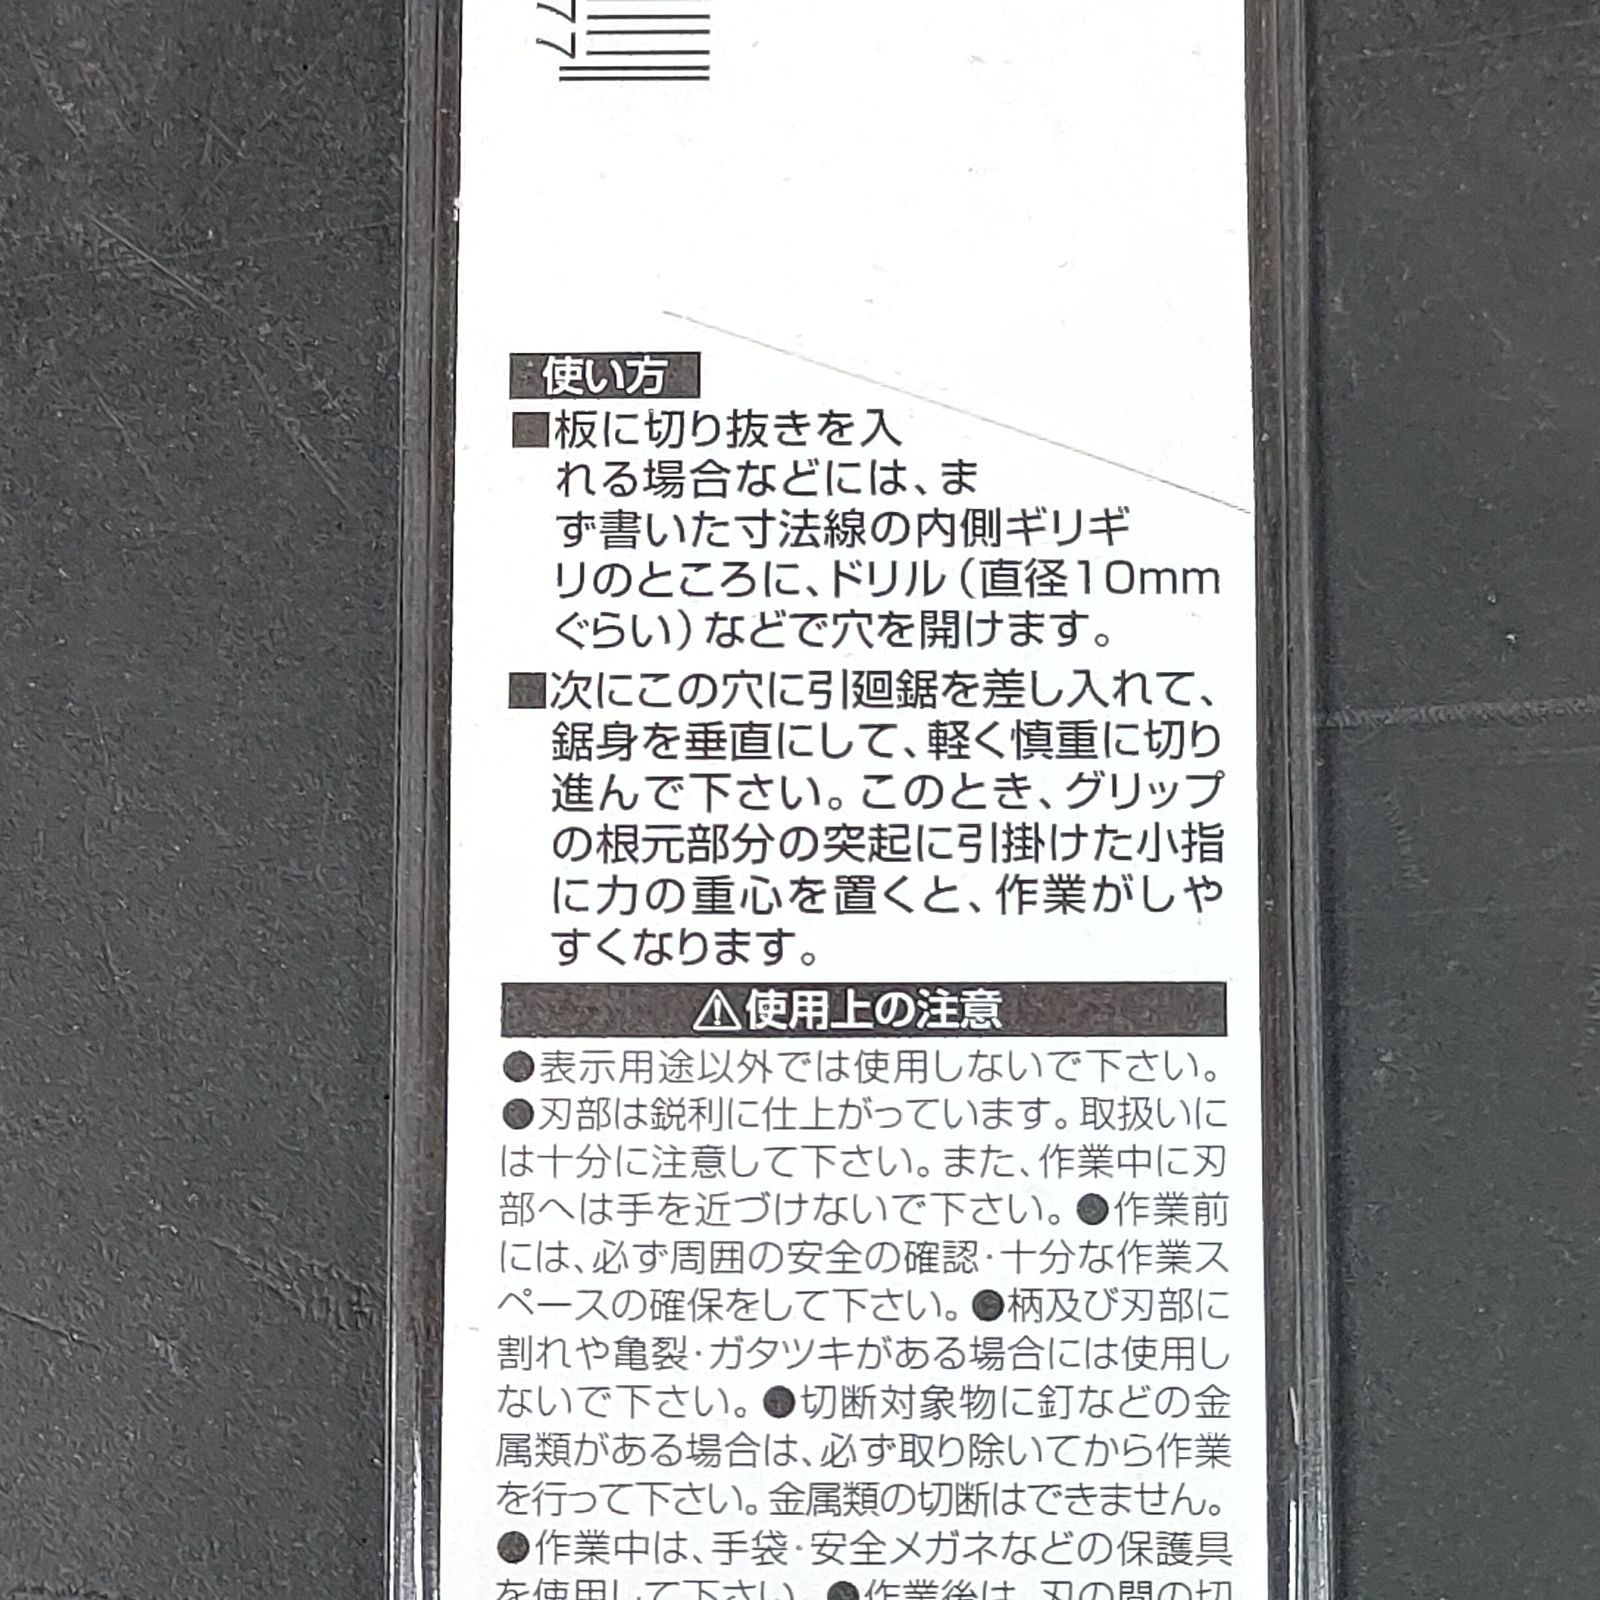 77
使い方
■板に切り抜きを入
れる場合などには、ま
ず書いた寸法線の内側ギリギ
リのところに、ドリル(直径10mm
ぐらい)などで穴を開けます。
■次にこの穴に引廻鋸を差し入れて、
鋸身を垂直にして、軽く慎重に切り
進んで下さい。このとき、グリップ
の根元部分の突起に引掛けた小指
に力の重心を置くと、作業がしや
すくなります。
⚠使用上の注意
●表示用途以外では使用しないで下さい。
●刃部は鋭利に仕上がっています。取扱いに
は十分に注意して下さい。また、作業中に刃
部へは手を近づけないで下さい。●作業前
には、必ず周囲の安全の確認・十分な作業ス
ペースの確保をして下さい。●柄及び刃部に
割れや亀裂・ガタツキがある場合には使用し
ないで下さい。●切断対象物に釘などの金
属類がある場合は、必ず取り除いてから作業
を行って下さい。金属類の切断はできません。
●作業中は、手袋・安全メガネなどの保護具
を使用して下さい。●作業後は、刃の間の切